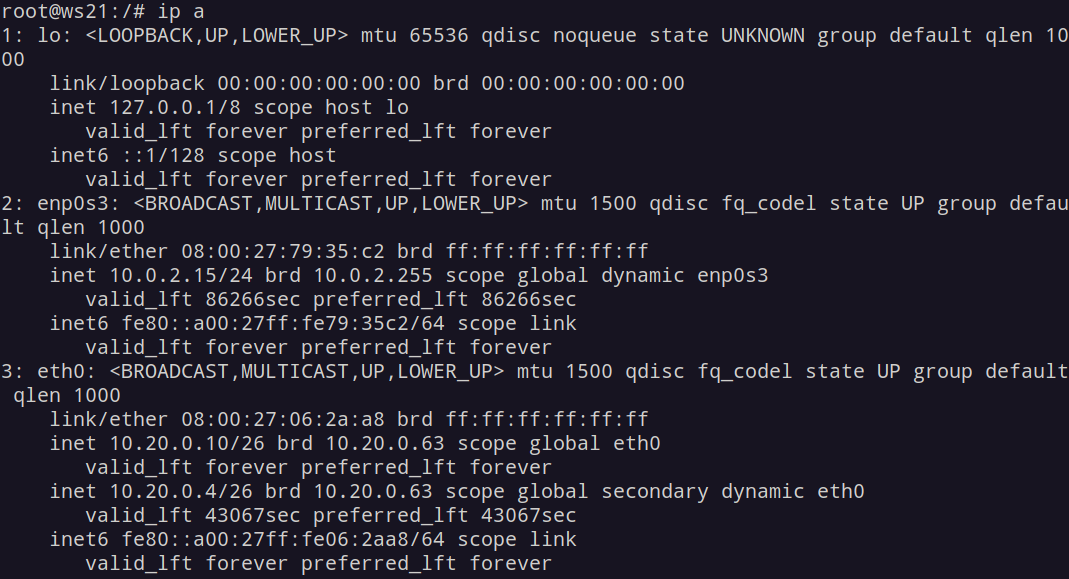 root@ws21:/# ip a
1: lo: <LOOPBACK,UP,LOWER_UP> mtu 65536 qdisc noqueue state UNKNOWN group default qlen 10
00
    link/loopback 00:00:00:00:00:00 brd 00:00:00:00:00:00
    inet 127.0.0.1/8 scope host lo
       valid_lft forever preferred_lft forever
    inet6 ::1/128 scope host
       valid_lft forever preferred_lft forever
2: enp0s3: <BROADCAST,MULTICAST,UP,LOWER_UP> mtu 1500 qdisc fq_codel state UP group defau
lt qlen 1000
    link/ether 08:00:27:79:35:c2 brd ff:ff:ff:ff:ff:ff
    inet 10.0.2.15/24 brd 10.0.2.255 scope global dynamic enp0s3
       valid_lft 86266sec preferred_lft 86266sec
    inet6 fe80::a00:27ff:fe79:35c2/64 scope link
       valid_lft forever preferred_lft forever
3: eth0: <BROADCAST,MULTICAST,UP,LOWER_UP> mtu 1500 qdisc fq_codel state UP group default
 qlen 1000
    link/ether 08:00:27:06:2a:a8 brd ff:ff:ff:ff:ff:ff
    inet 10.20.0.10/26 brd 10.20.0.63 scope global eth0
       valid_lft forever preferred_lft forever
    inet 10.20.0.4/26 brd 10.20.0.63 scope global secondary dynamic eth0
       valid_lft 43067sec preferred_lft 43067sec
    inet6 fe80::a00:27ff:fe06:2aa8/64 scope link
       valid_lft forever preferred_lft forever